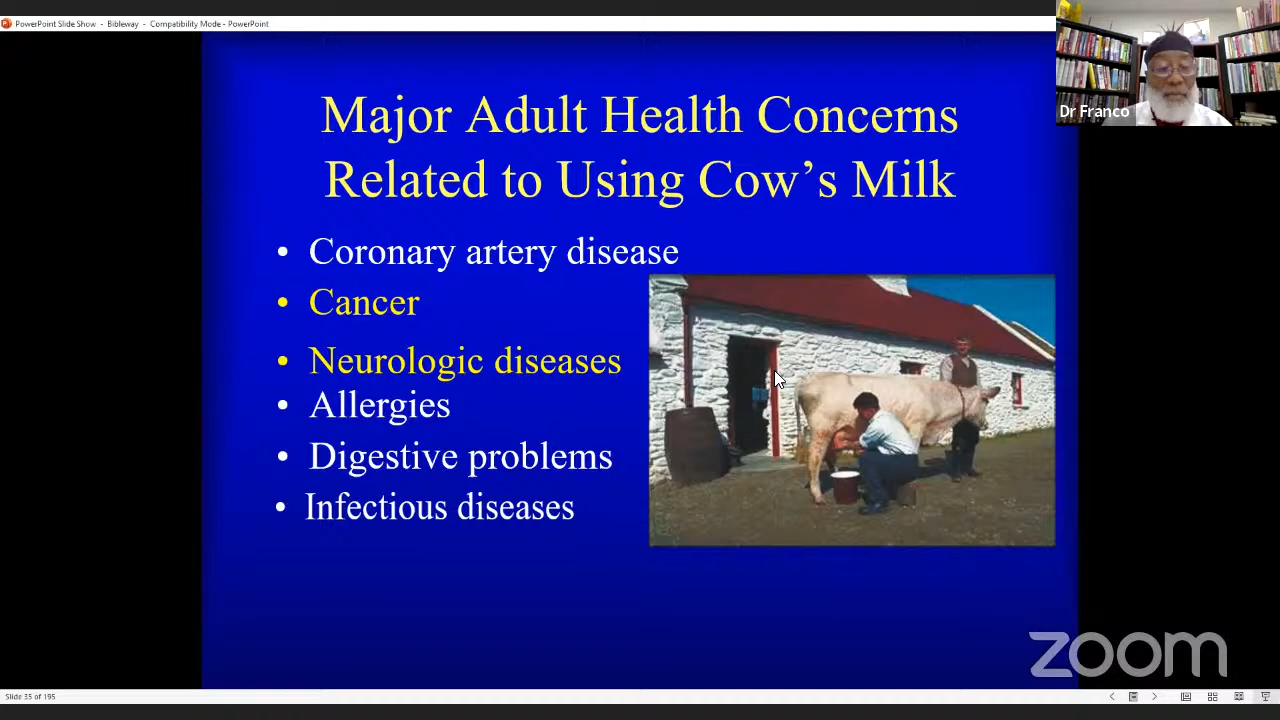 PowerPoint Slide Show - Bibleway - Compatibility Mode - PowerPoint
Dr Franco
Major Adult Health Concerns
Related to Using Cow’s Milk
• Coronary artery disease
• Cancer
• Neurologic diseases
• Allergies
• Digestive problems
• Infectious diseases
zoom
Slide 35 of 195